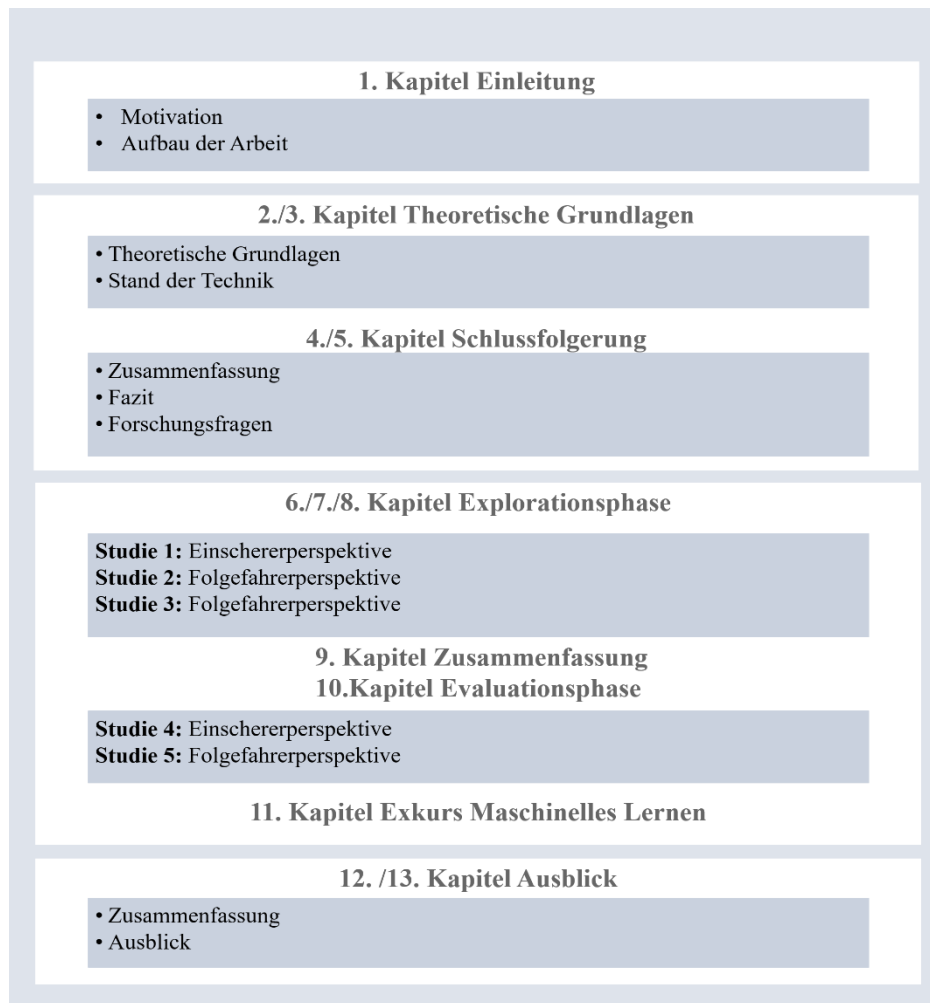 1. Kapitel Einleitung
• Motivation
• Aufbau der Arbeit
2./3. Kapitel Theoretische Grundlagen
• Theoretische Grundlagen
• Stand der Technik
4./5. Kapitel Schlussfolgerung
• Zusammenfassung
• Fazit
• Forschungsfragen
6./7./8. Kapitel Explorationsphase
Studie 1: Einschererperspektive
Studie 2: Folgefahrerperspektive
Studie 3: Folgefahrerperspektive
9. Kapitel Zusammenfassung
10.Kapitel Evaluationsphase
Studie 4: Einschererperspektive
Studie 5: Folgefahrerperspektive
11. Kapitel Exkurs Maschinelles Lernen
12. /13. Kapitel Ausblick
• Zusammenfassung
• Ausblick